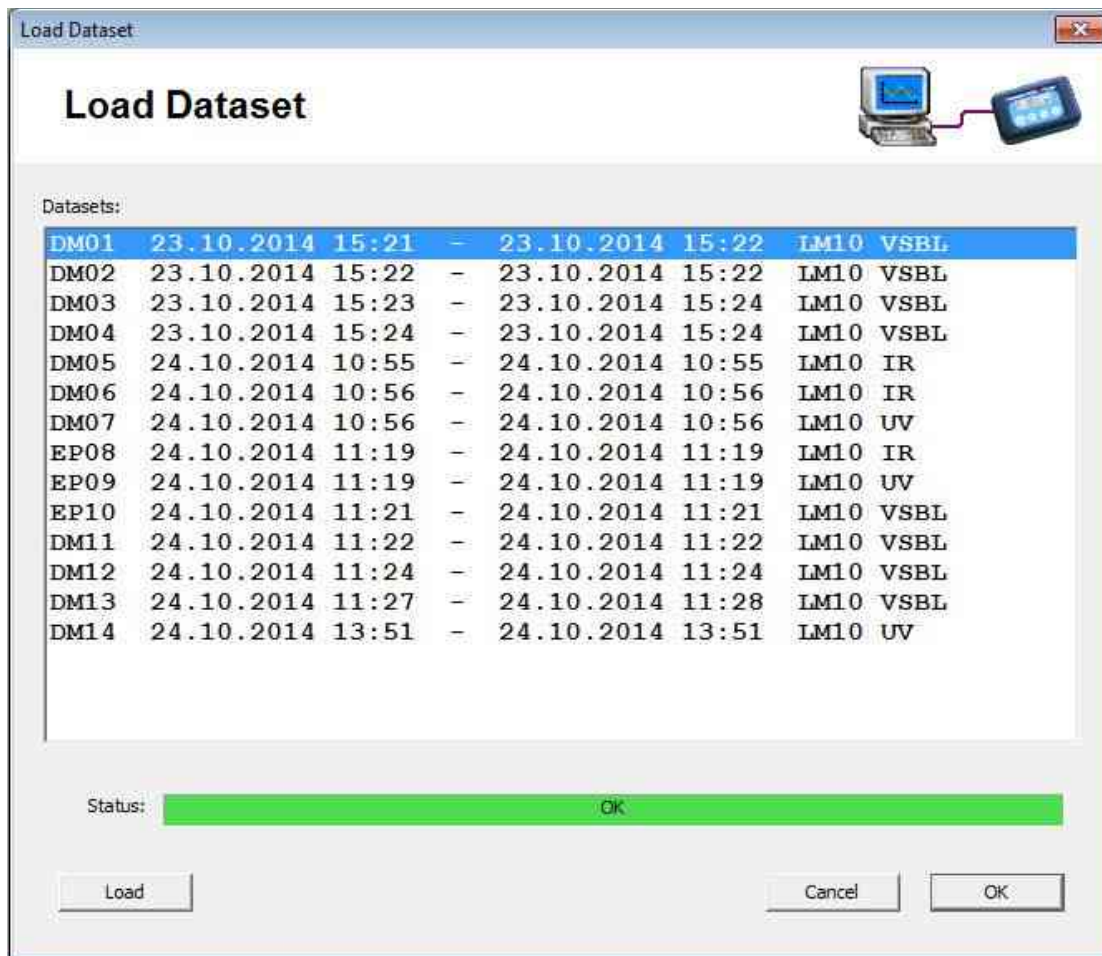 Load Dataset
Load Dataset
Datasets:
DM01 23.10.2014 15:21 - 23.10.2014 15:22 LM10 VSBL
DM02 23.10.2014 15:22 - 23.10.2014 15:22 LM10 VSBL
DM03 23.10.2014 15:23 - 23.10.2014 15:24 LM10 VSBL
DM04 23.10.2014 15:24 - 23.10.2014 15:24 LM10 VSBL
DM05 24.10.2014 10:55 - 24.10.2014 10:55 LM10 IR
DM06 24.10.2014 10:56 - 24.10.2014 10:56 LM10 IR
DM07 24.10.2014 10:56 - 24.10.2014 10:56 LM10 UV
EP08 24.10.2014 11:19 - 24.10.2014 11:19 LM10 IR
EP09 24.10.2014 11:19 - 24.10.2014 11:19 LM10 UV
EP10 24.10.2014 11:21 - 24.10.2014 11:21 LM10 VSBL
DM11 24.10.2014 11:22 - 24.10.2014 11:22 LM10 VSBL
DM12 24.10.2014 11:24 - 24.10.2014 11:24 LM10 VSBL
DM13 24.10.2014 11:27 - 24.10.2014 11:28 LM10 VSBL
DM14 24.10.2014 13:51 - 24.10.2014 13:51 LM10 UV
Status: OK
Load Cancel OK